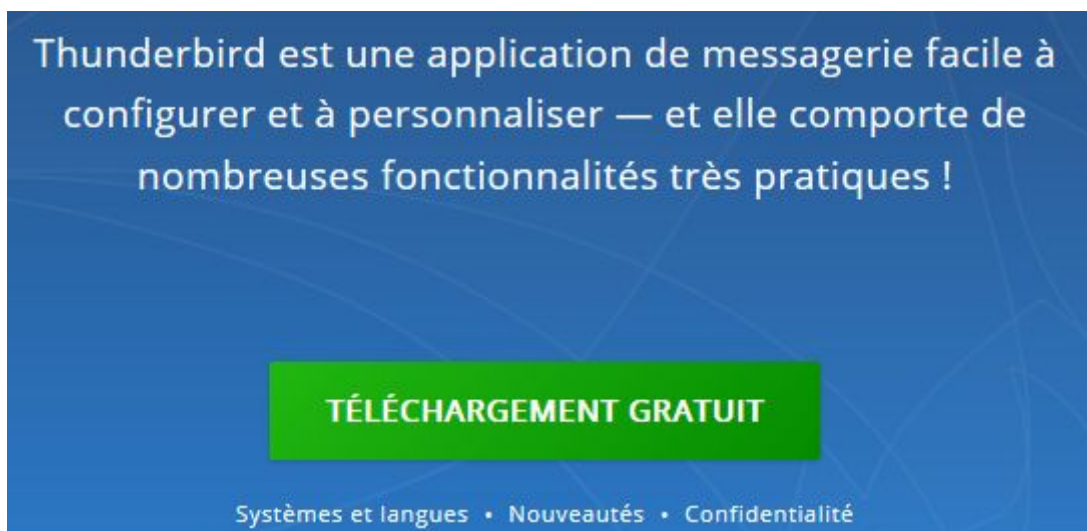 Thunderbird est une application de messagerie facile à
configurer et à personnaliser — et elle comporte de
nombreuses fonctionnalités très pratiques !
TÉLÉCHARGEMENT GRATUIT
Systèmes et langues • Nouveautés • Confidentialité